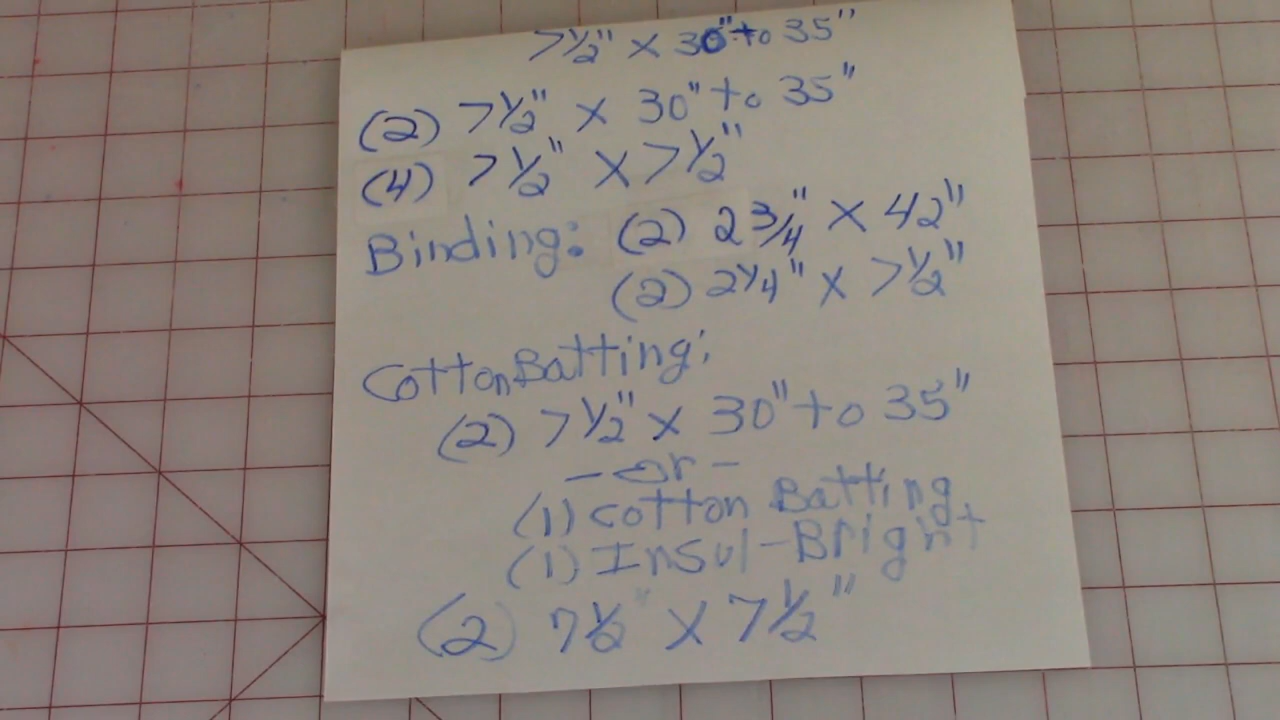 7½" x 30" to 35"
(2) 7½" x 30" to 35"
(4) 7½" x 7½"
Binding: (2) 2¾" x 42"
(2) 2¼" x 7½"
Cotton Batting:
(2) 7½" x 30" to 35"
- or -
(1) cotton Batting
(1) Insul-Bright
(2) 7½" x 7½"